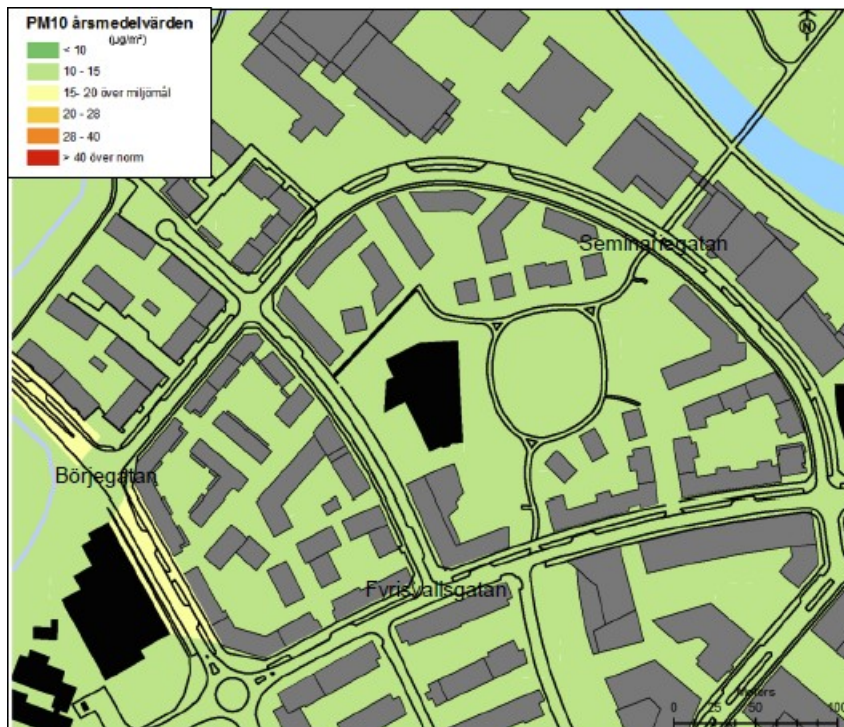 PM10 årsmedelvärden
(µg/m³)
< 10
10 - 15
15- 20 över miljömål
20 - 28
28 - 40
> 40 över norm
N
Seminariegatan
Börjegatan
Fyrisvallsgatan
Meters
0 25 50 100